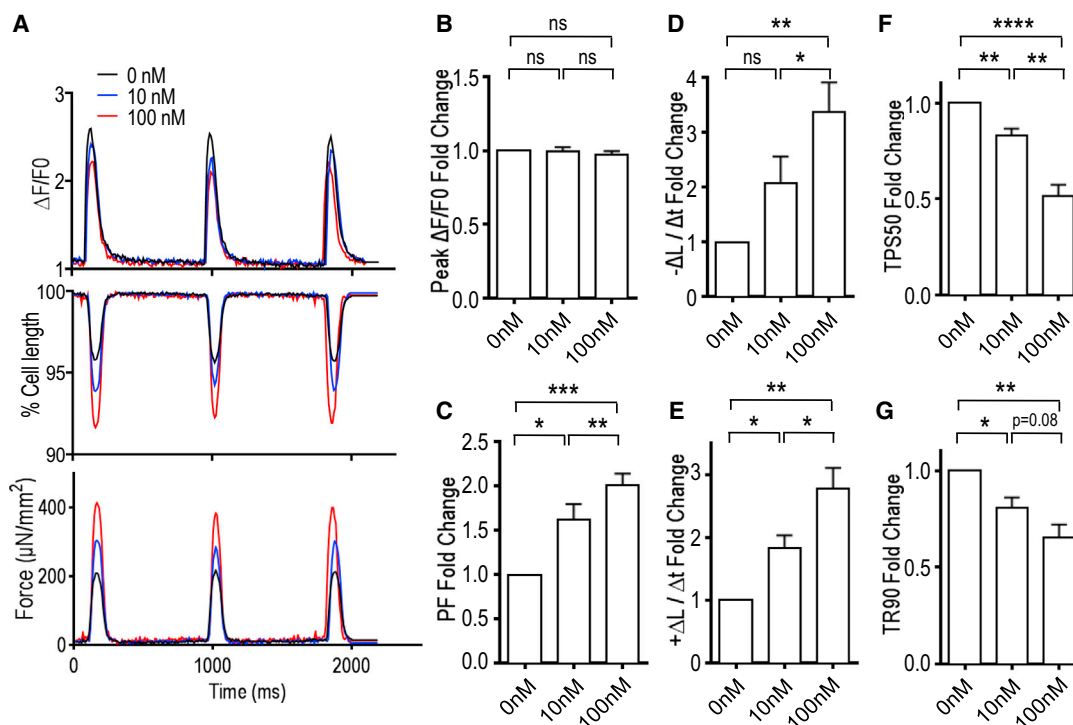 A
0 nM
10 nM
100 nM
ΔF/F0
3
2
1
% Cell length
100
95
90
Force (µN/mm²)
400
200
0
0
1000
2000
Time (ms)
B
ns
ns
ns
Peak ΔF/F0 Fold Change
1.5
1.0
0.5
0.0
0nM
10nM
100nM
C
***
*
**
PF Fold Change
2.5
2.0
1.5
1.0
0.5
0.0
0nM
10nM
100nM
D
**
ns
*
-ΔL / Δt Fold Change
4
3
2
1
0
0nM
10nM
100nM
E
**
*
*
+ΔL / Δt Fold Change
3
2
1
0
0nM
10nM
100nM
F
****
**
**
TPS50 Fold Change
1.0
0.5
0.0
0nM
10nM
100nM
G
**
*
p=0.08
TR90 Fold Change
1.0
0.5
0.0
0nM
10nM
100nM